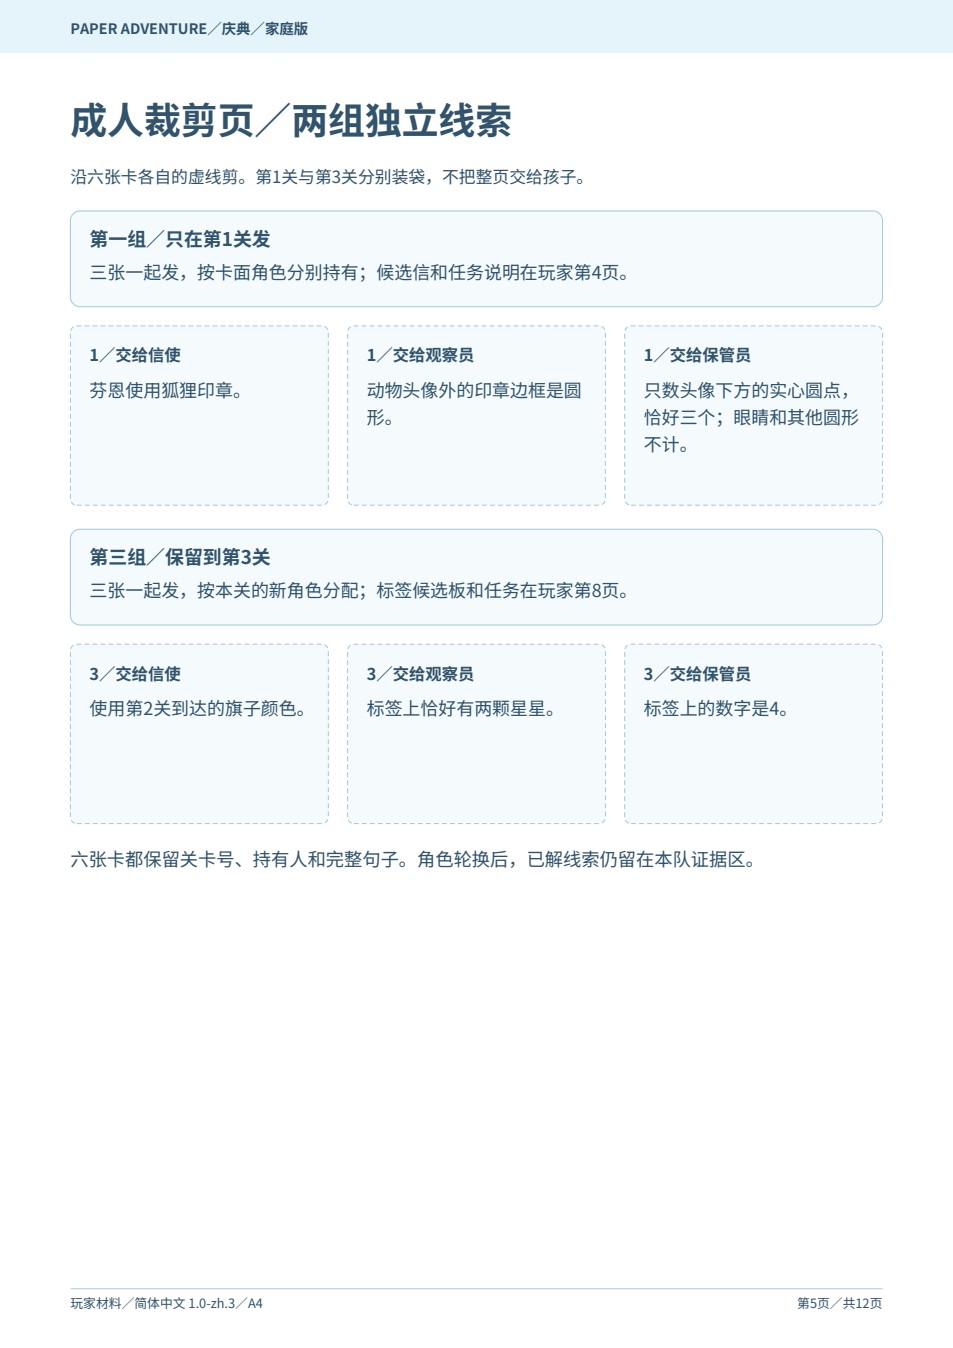 PAPER ADVENTURE／庆典／家庭版
成人裁剪页／两组独立线索
沿六张卡各自的虚线剪。第1关与第3关分别装袋，不把整页交给孩子。
第一组／只在第1关发
三张一起发，按卡面角色分别持有；候选信和任务说明在玩家第4页。
1／交给信使
芬恩使用狐狸印章。
1／交给观察员
动物头像外的印章边框是圆
形。
1／交给保管员
只数头像下方的实心圆点，
恰好三个；眼睛和其他圆形
不计。
第三组／保留到第3关
三张一起发，按本关的新角色分配；标签候选板和任务在玩家第8页。
3／交给信使
使用第2关到达的旗子颜色。
3／交给观察员
标签上恰好有两颗星星。
3／交给保管员
标签上的数字是4。
六张卡都保留关卡号、持有人和完整句子。角色轮换后，已解线索仍留在本队证据区。
玩家材料／简体中文 1.0-zh.3／A4
第5页／共12页